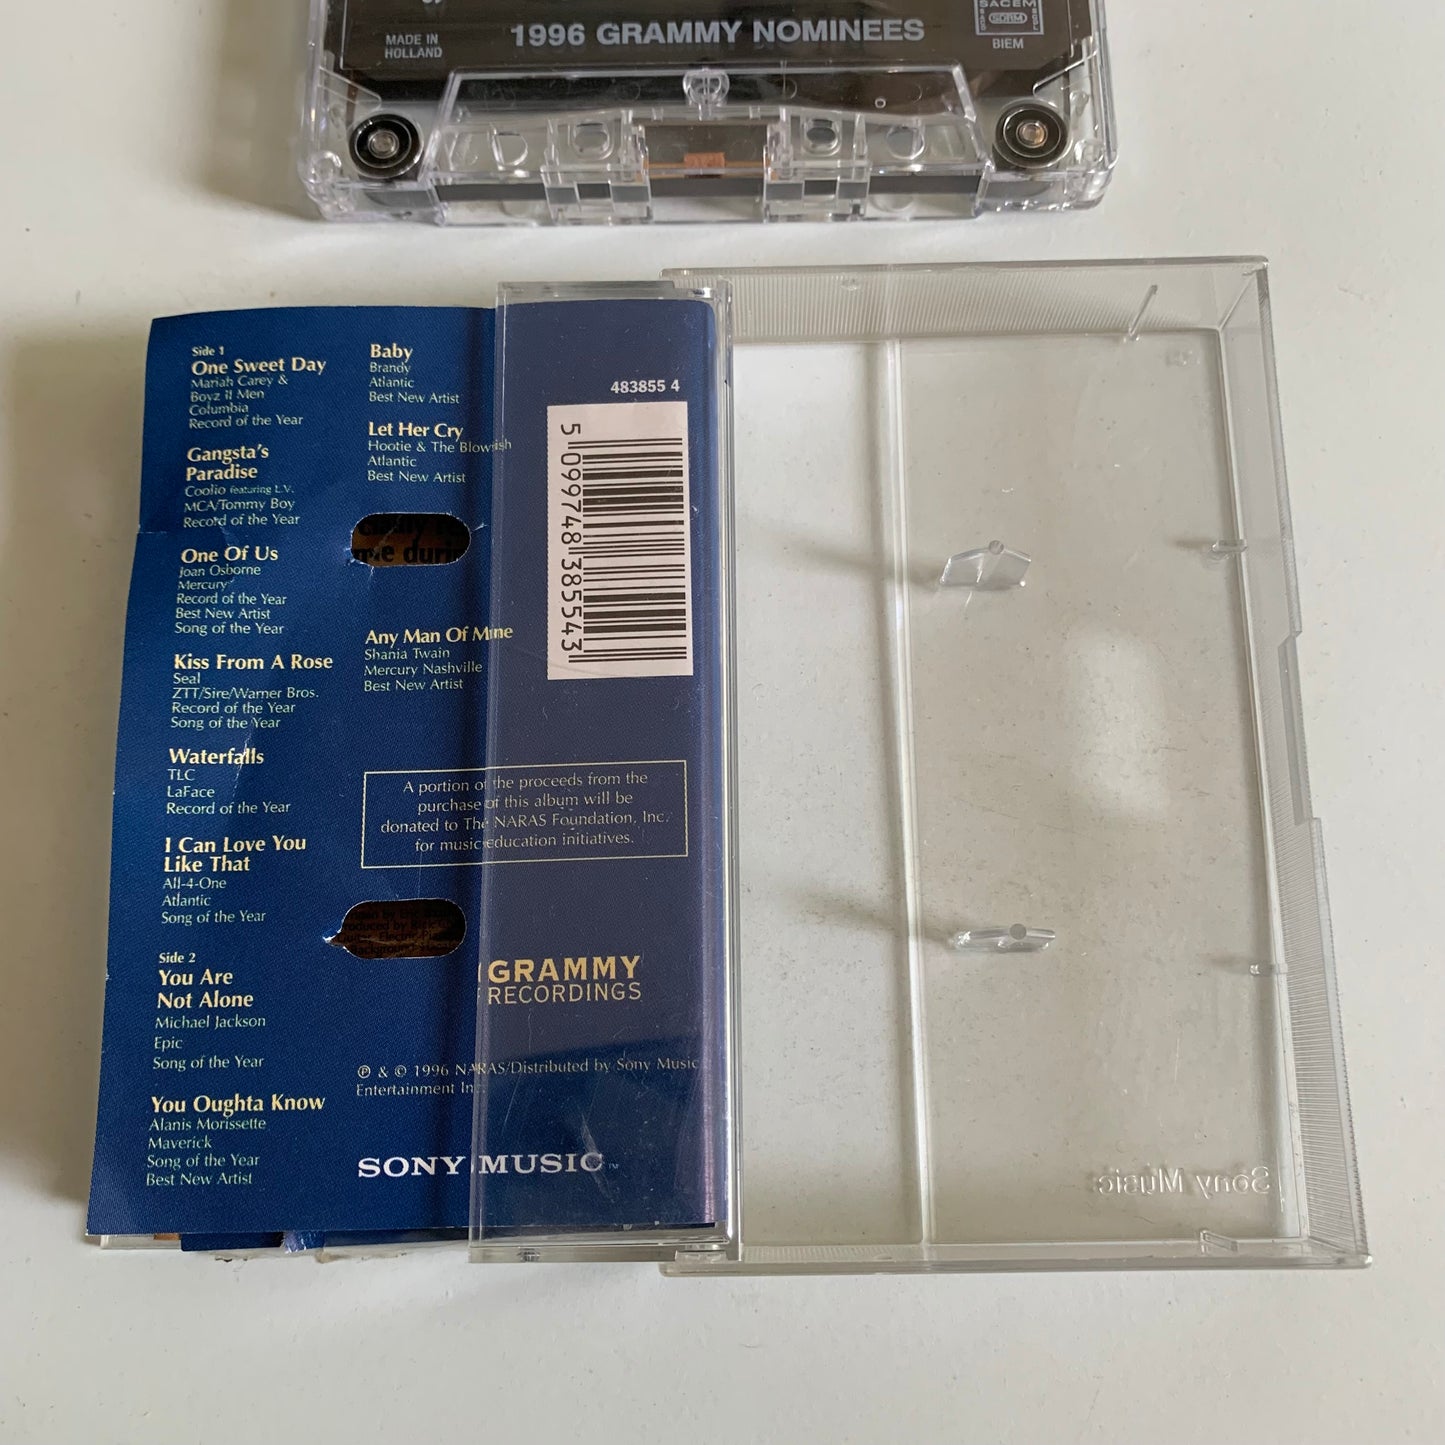 MADE IN
HOLLAND
1996 GRAMMY NOMINEES
SACEM
SDRM
BIEM
Side 1
One Sweet Day
Mariah Carey &
Boyz II Men
Columbia
Record of the Year
Gangsta's
Paradise
Coolio featuring L.V.
MCA/Tommy Boy
Record of the Year
One Of Us
Joan Osborne
Mercury
Record of the Year
Best New Artist
Song of the Year
Kiss From A Rose
Seal
ZTT/Sire/Warner Bros.
Record of the Year
Song of the Year
Waterfalls
TLC
LaFace
Record of the Year
I Can Love You
Like That
All-4-One
Atlantic
Song of the Year
Side 2
You Are
Not Alone
Michael Jackson
Epic
Song of the Year
You Oughta Know
Alanis Morissette
Maverick
Song of the Year
Best New Artist
Baby
Brandy
Atlantic
Best New Artist
Let Her Cry
Hootie & The Blowfish
Atlantic
Best New Artist
me durin
Any Man Of Mine
Shania Twain
Mercury Nashville
Best New Artist
483855 4
5 099748 385543
A portion of the proceeds from the
purchase of this album will be
donated to The NARAS Foundation, Inc.
for music education initiatives.
GRAMMY
RECORDINGS
℗ & © 1996 NARAS/Distributed by Sony Music
Entertainment Inc.
SONY MUSIC™
Sony Music